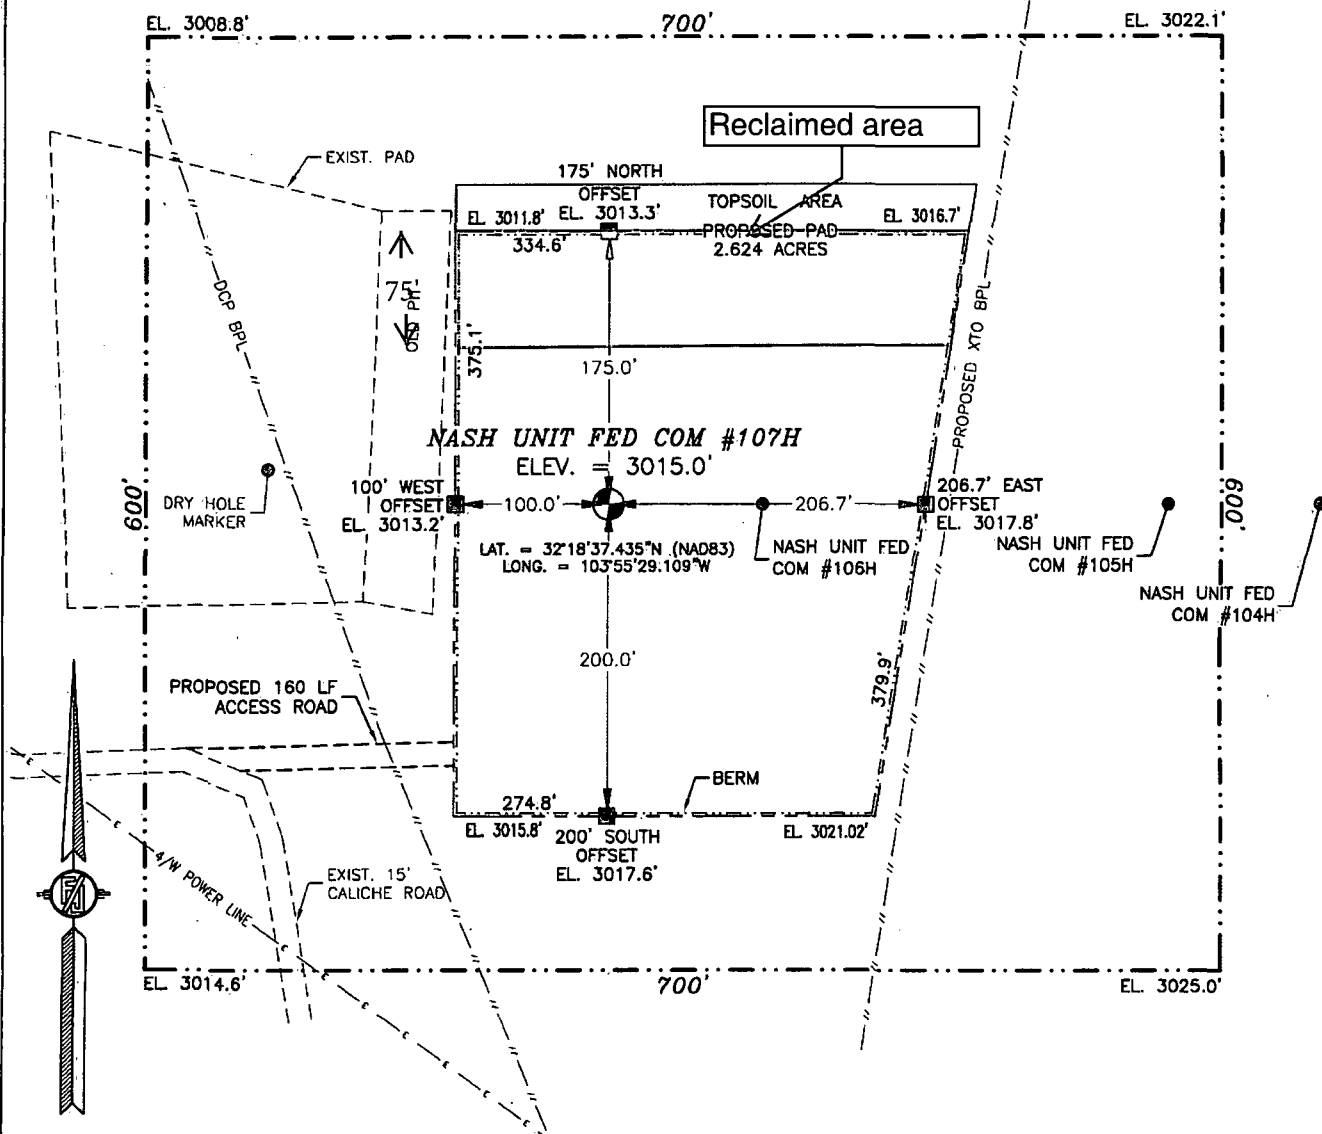 EL. 3008.8'
700'
EL. 3022.1'
Reclaimed area
EXIST. PAD
175' NORTH
OFFSET
EL. 3013.3'
TOPSOIL AREA
EL. 3011.8'
EL. 3016.7'
PROPOSED PAD
2.624 ACRES
334.6'
75'
OLD PIT
DCP BPL
375.1'
175.0'
PROPOSED XTO BPL
NASH UNIT FED COM #107H
ELEV. = 3015.0'
600'
DRY HOLE
MARKER
100' WEST
OFFSET
EL. 3013.2'
100.0'
206.7'
206.7' EAST
OFFSET
EL. 3017.8'
600'
LAT. = 32°18'37.435"N (NAD83)
LONG. = 103°55'29.109"W
NASH UNIT FED
COM #106H
NASH UNIT FED
COM #105H
NASH UNIT FED
COM #104H
200.0'
379.9'
PROPOSED 160 LF
ACCESS ROAD
BERM
274.8'
EL. 3015.8'
200' SOUTH
OFFSET
EL. 3017.6'
EL. 3021.02'
4/W POWER LINE
EXIST. 15'
CALICHE ROAD
EL. 3014.6'
700'
EL. 3025.0'